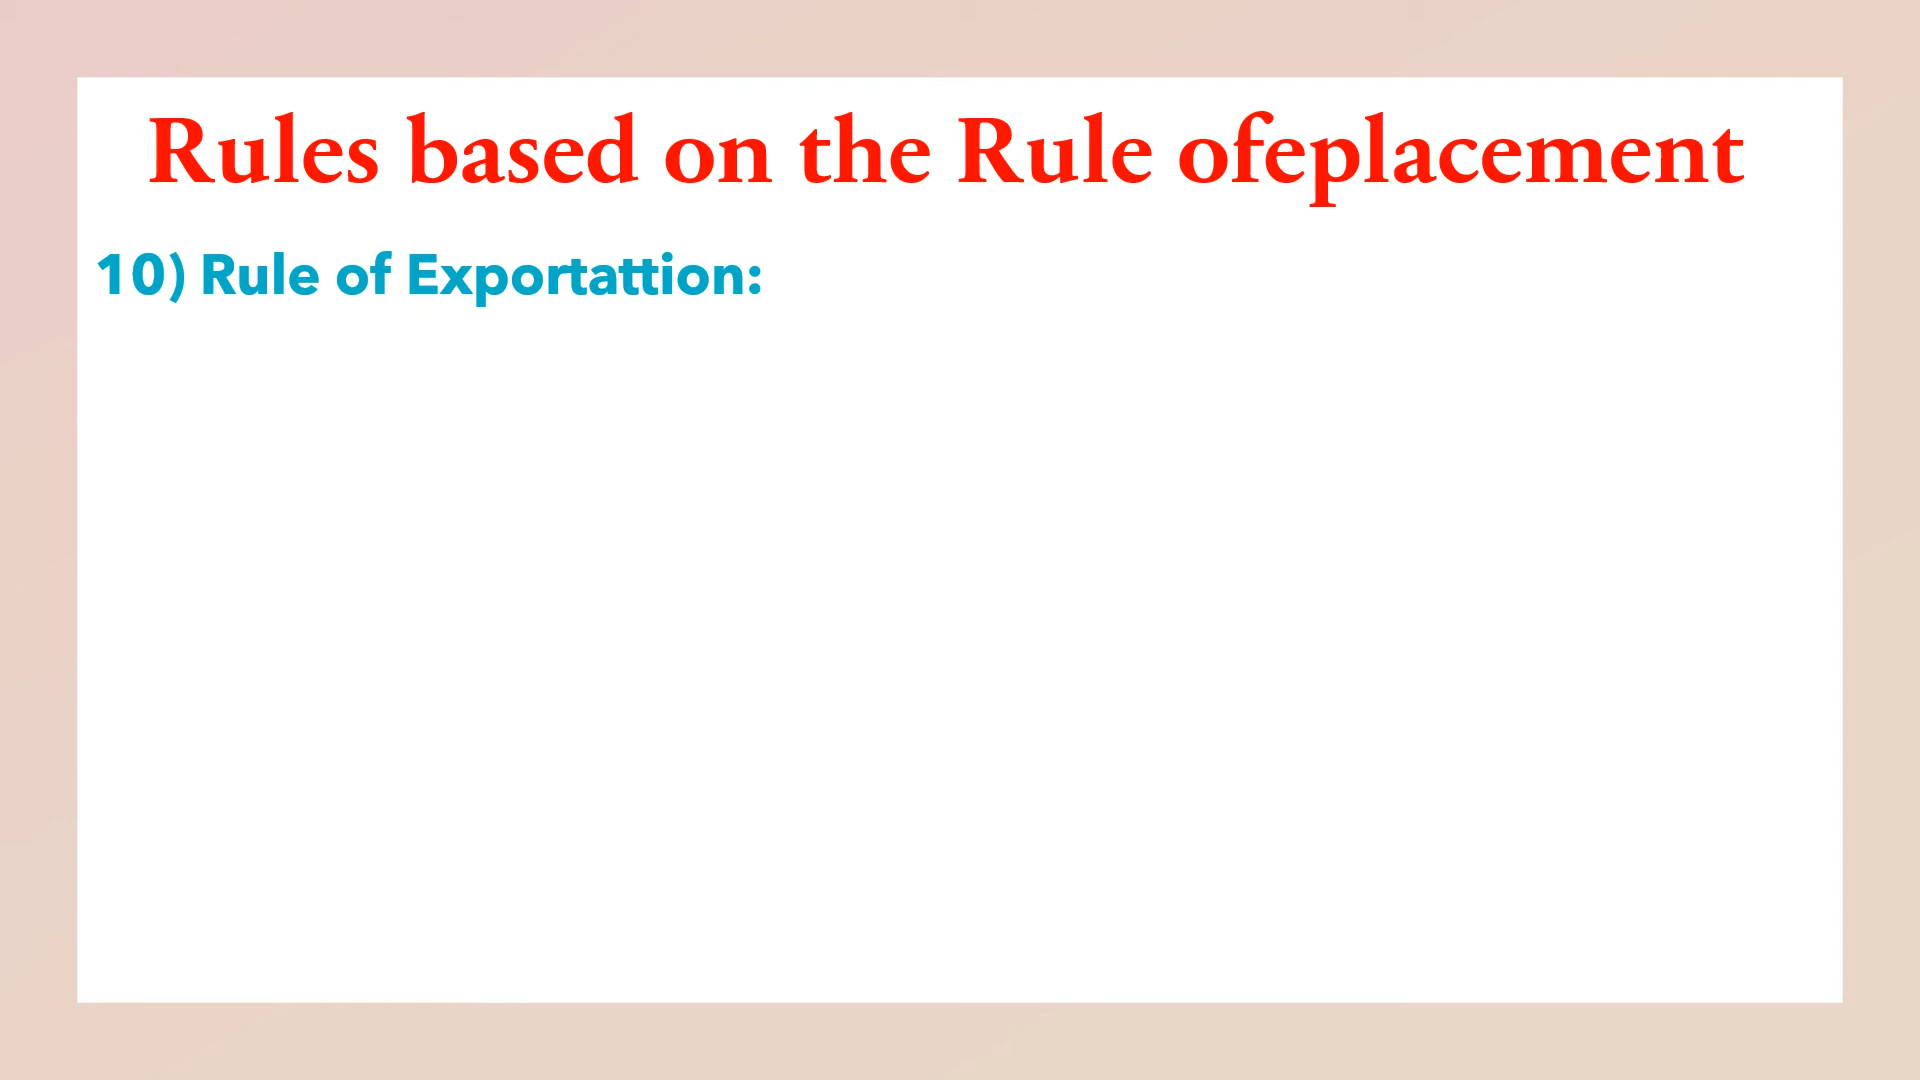 Rules based on the Rule ofeplacement
10) Rule of Exportattion: